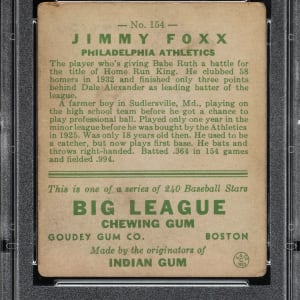 — No. 154 —
JIMMY FOXX
PHILADELPHIA ATHLETICS
The player who's giving Babe Ruth a battle for
title of Home Run King. He clubbed 58
homers in 1932 and finished only three points
behind Dale Alexander as leading batter of the
league.
A farmer boy in Sudlersville, Md., playing on
the high school team before he got a chance to
play professional ball. Played only one year in the
minor league before he was bought by the Athletics
in 1925. Was only 18 years old then. He used to be
a catcher, but now plays first base. He bats and
throws right-handed. Batted .364 in 154 games
and fielded .994.
This is one of a series of 240 Baseball Stars
BIG LEAGUE
CHEWING GUM
GOUDEY GUM CO. BOSTON
Made by the originators of
INDIAN GUM